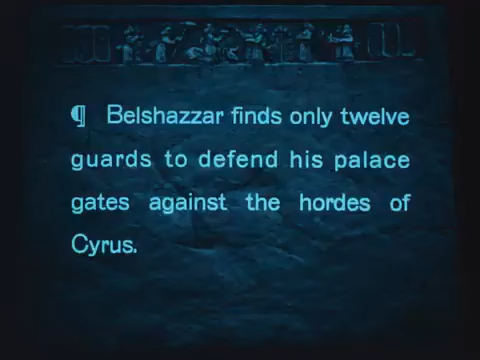 ¶ Belshazzar finds only twelve
guards to defend his palace
gates against the hordes of
Cyrus.